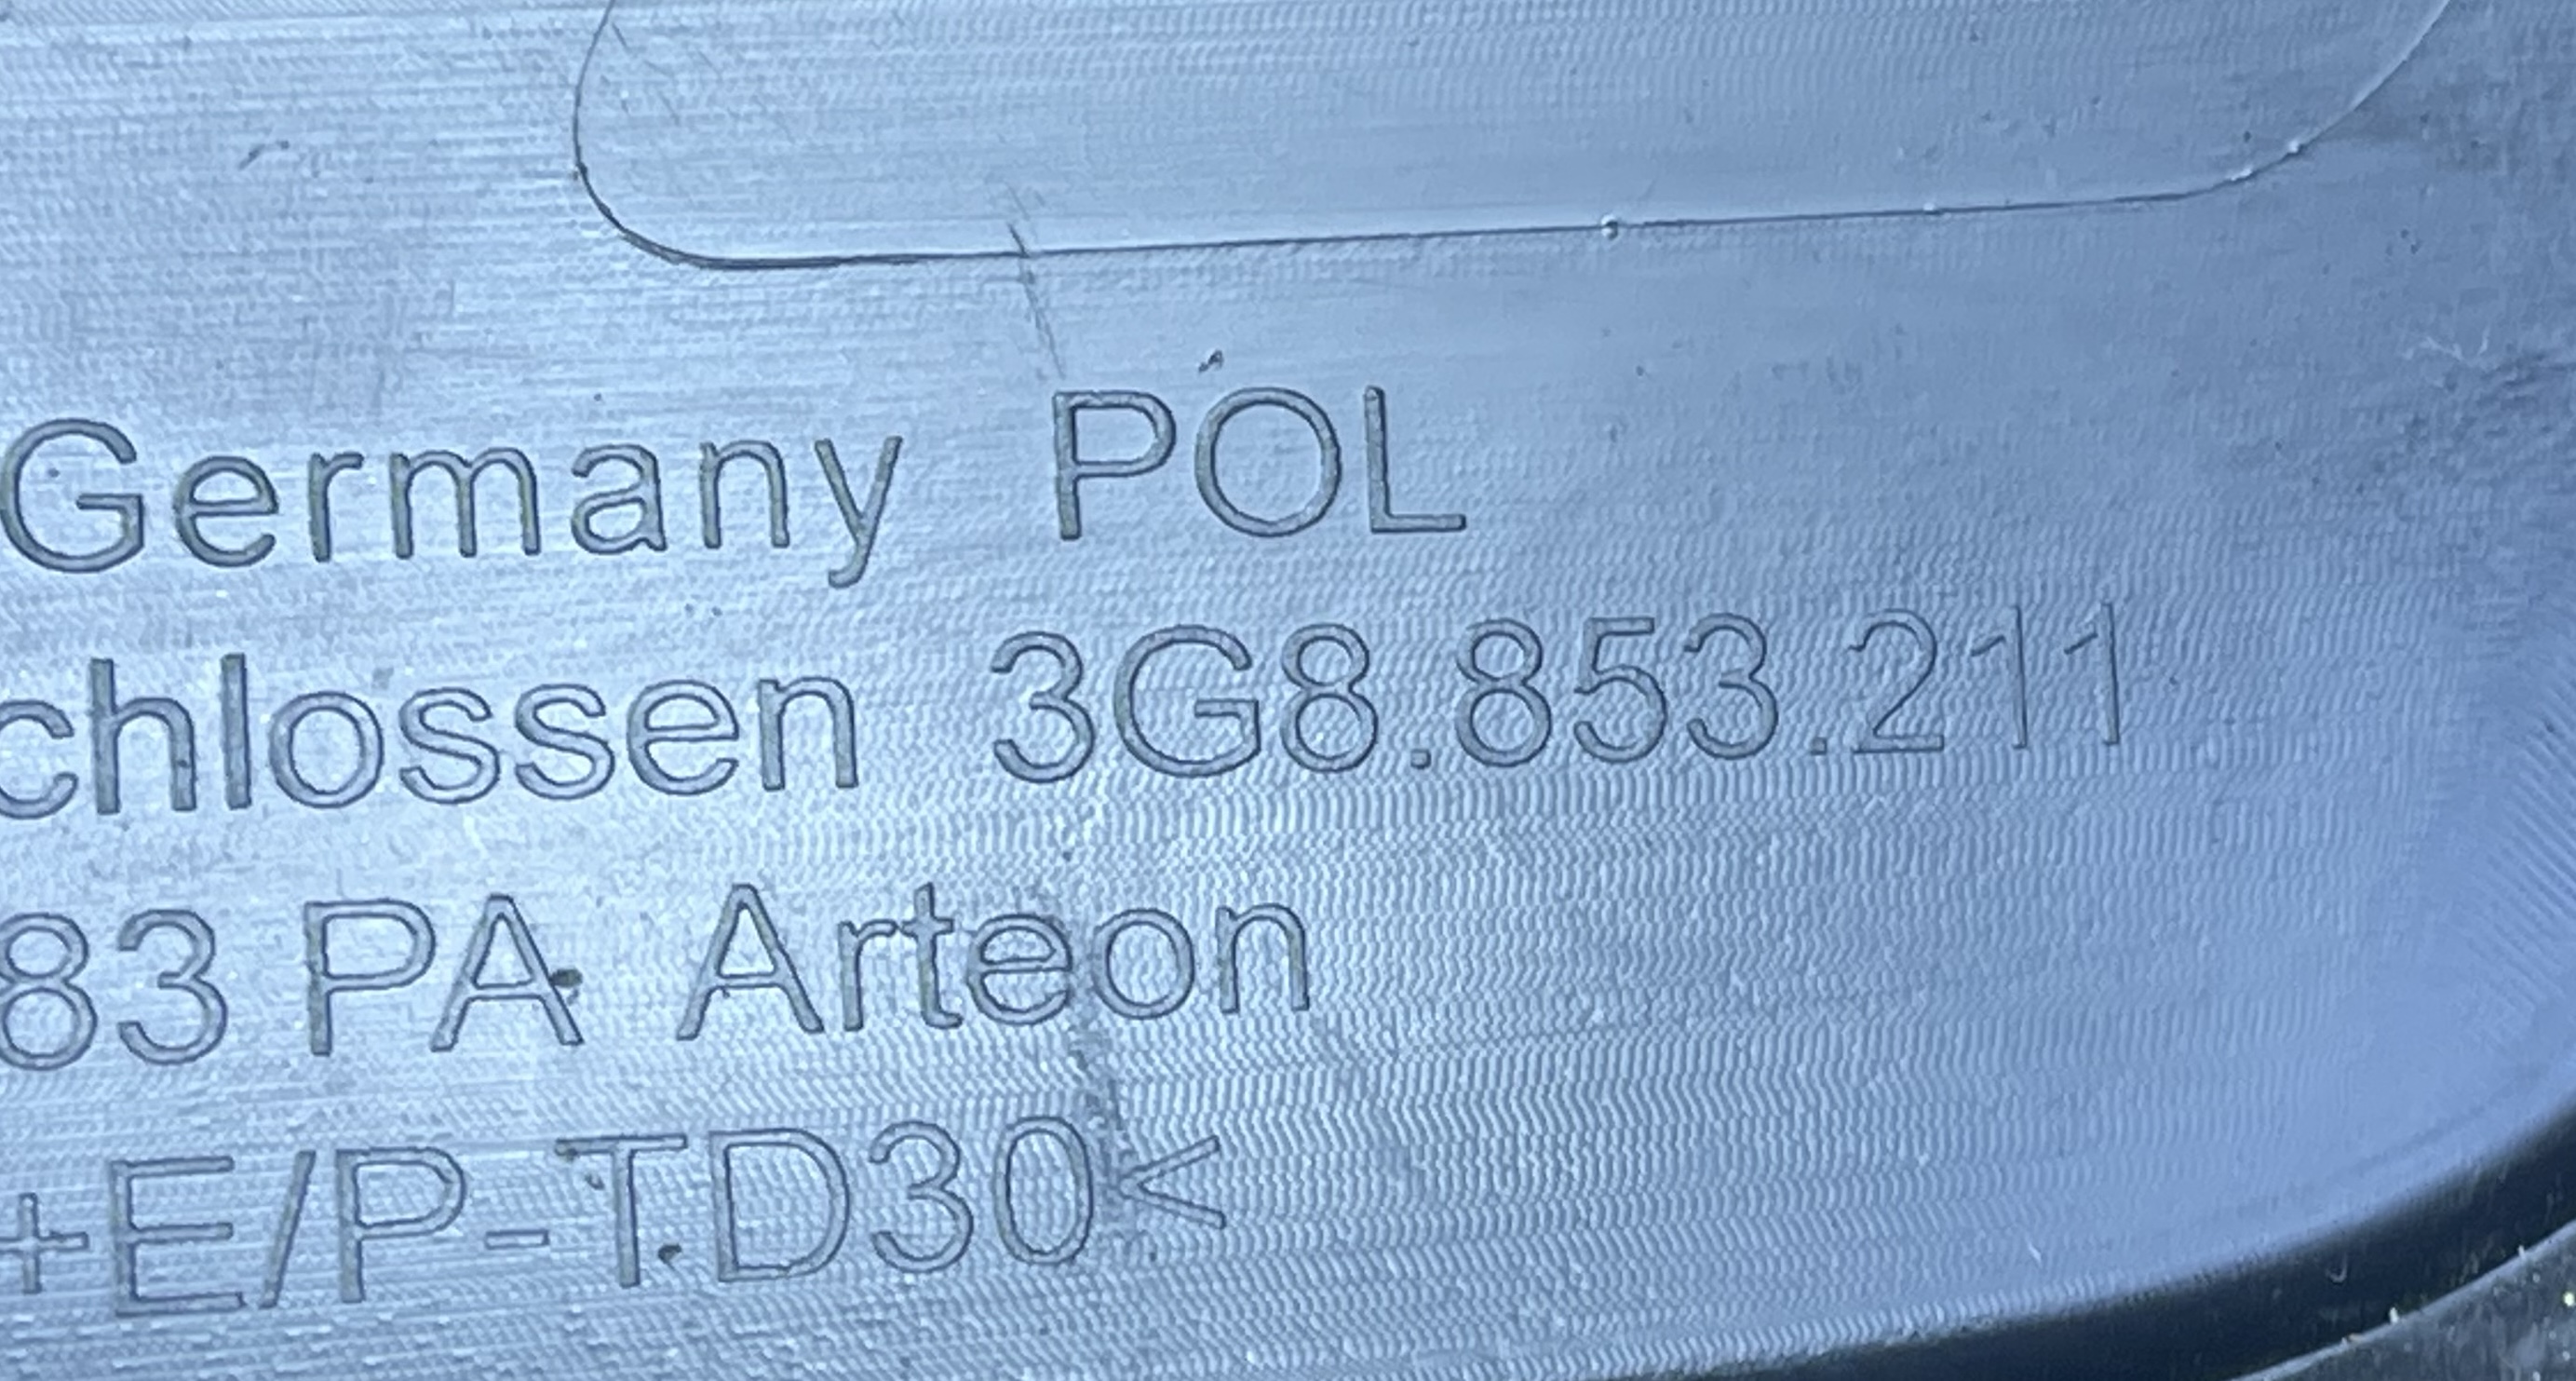 Germany POL
chlossen 3G8.853.211
83 PA Arteon
+E/P-TD30<